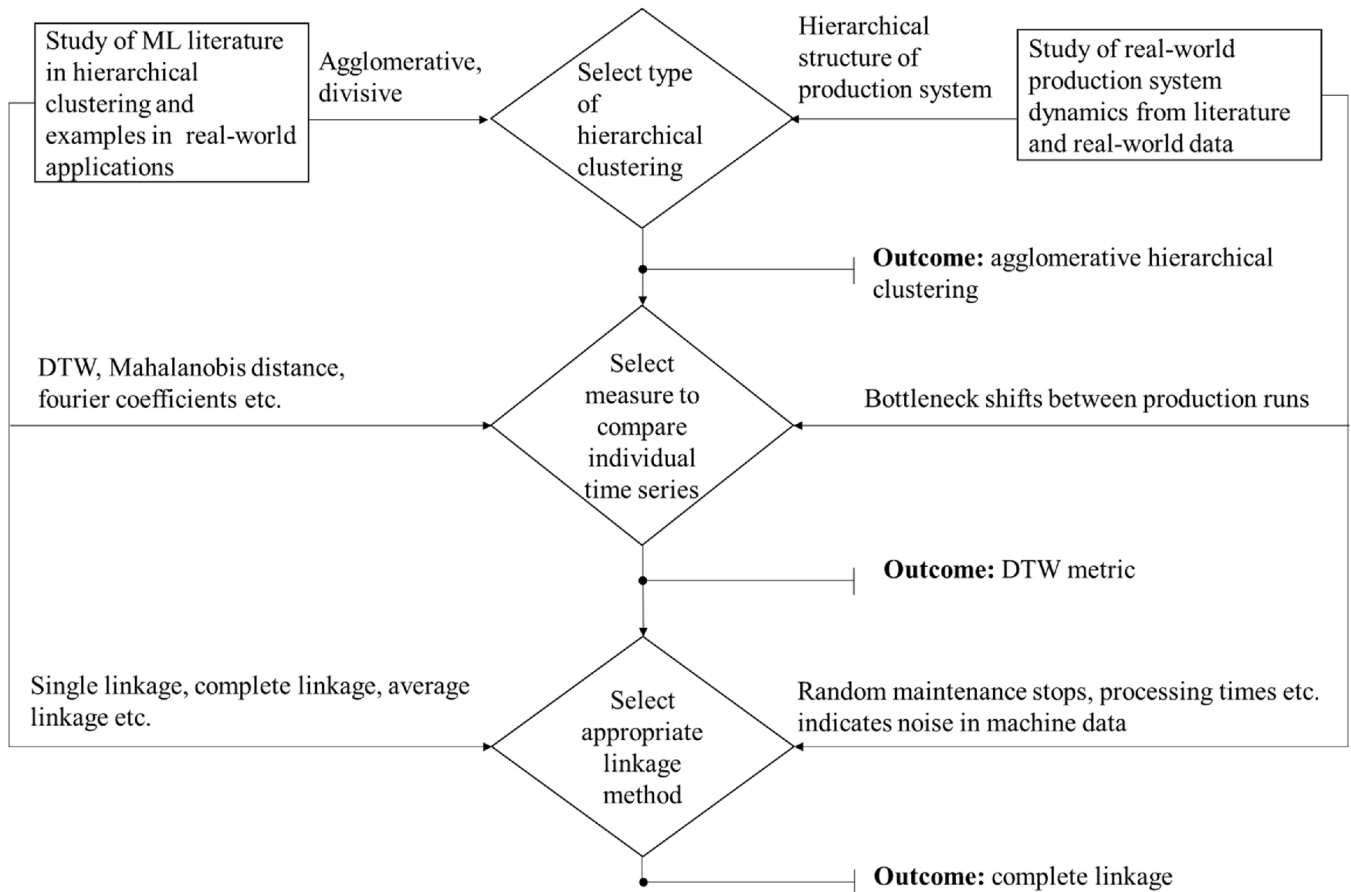 Study of ML literature
in hierarchical
clustering and
examples in real-world
applications
Agglomerative,
divisive
Select type
of
hierarchical
clustering
Hierarchical
structure of
production system
Study of real-world
production system
dynamics from literature
and real-world data
Outcome: agglomerative hierarchical
clustering
DTW, Mahalanobis distance,
fourier coefficients etc.
Select
measure to
compare
individual
time series
Bottleneck shifts between production runs
Outcome: DTW metric
Single linkage, complete linkage, average
linkage etc.
Select
appropriate
linkage
method
Random maintenance stops, processing times etc.
indicates noise in machine data
Outcome: complete linkage